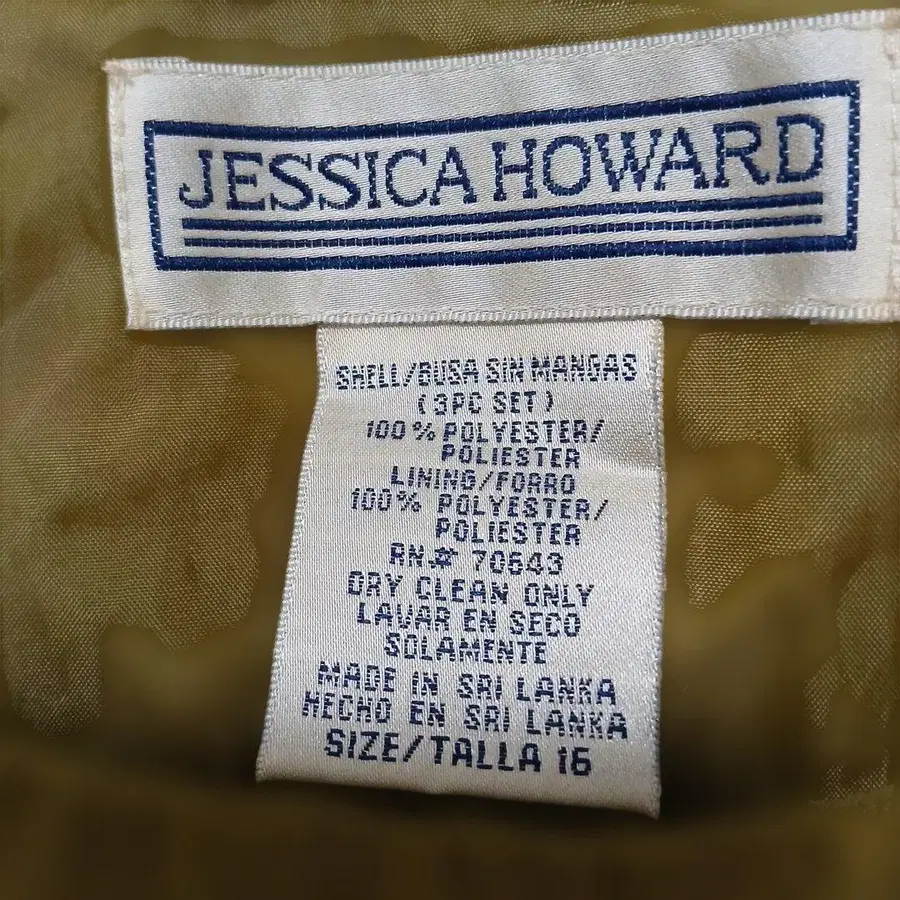 JESSICA HOWARD
SHELL/BUSA SIN MANGAS
(3PC SET)
100% POLYESTER/
POLIESTER
LINING/FORRO
100% POLYESTER/
POLIESTER
RN# 70543
DRY CLEAN ONLY
LAVAR EN SECO
SOLAMENTE
MADE IN SRI LANKA
HECHO EN SRI LANKA
SIZE/TALLA 16